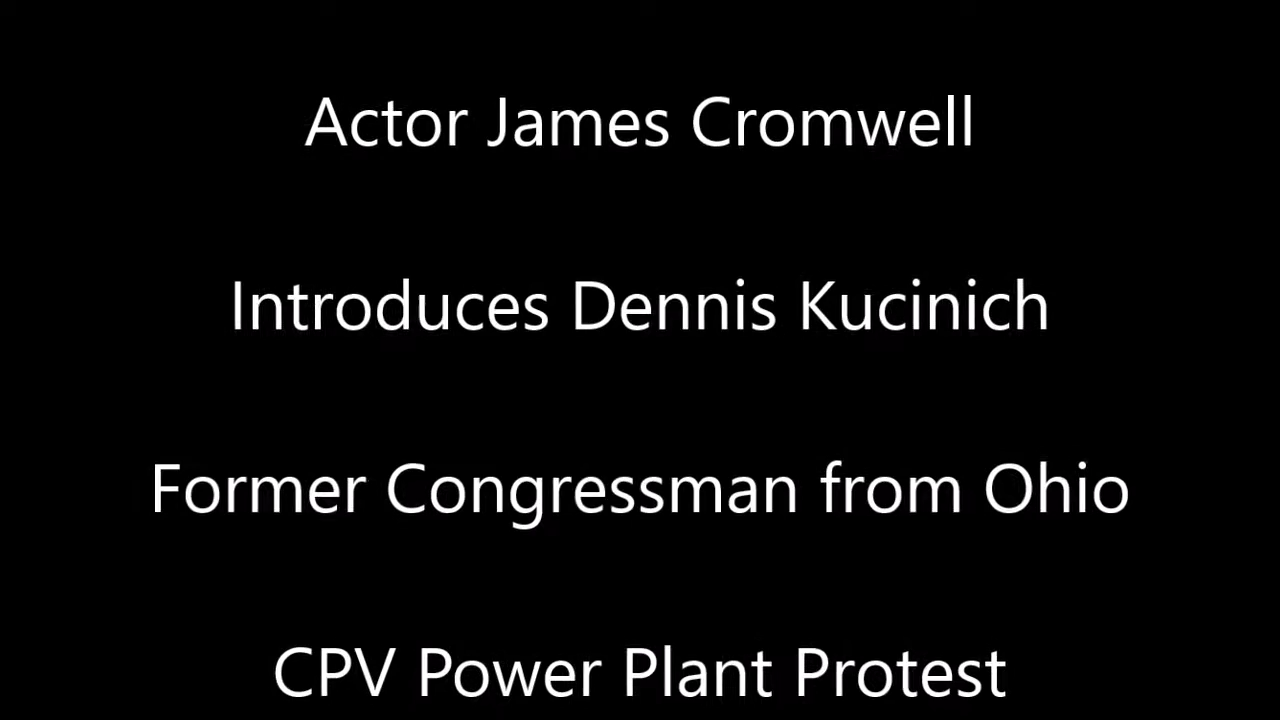 Actor James Cromwell
Introduces Dennis Kucinich
Former Congressman from Ohio
CPV Power Plant Protest